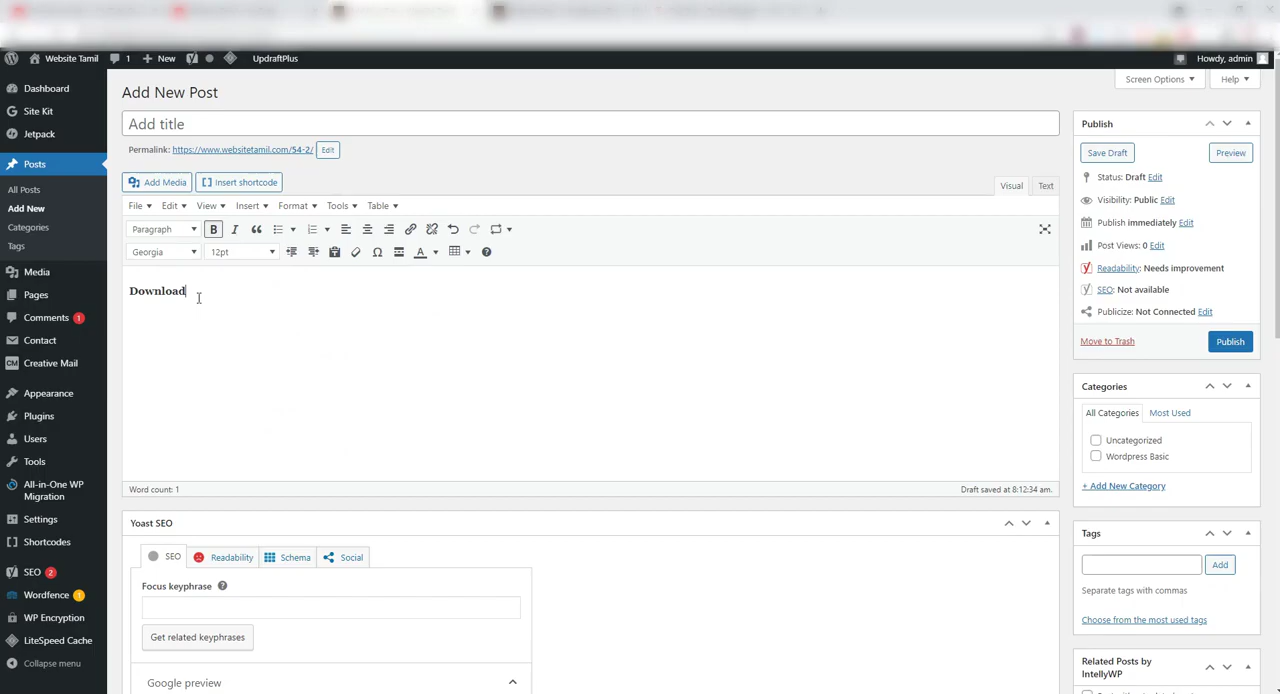 Website Tamil
1
New
UpdraftPlus
Howdy, admin
Dashboard
Site Kit
Jetpack
Posts
All Posts
Add New
Categories
Tags
Media
Pages
Comments 1
Contact
CM Creative Mail
Appearance
Plugins
Users
Tools
All-in-One WP
Migration
Settings
Shortcodes
SEO 2
Wordfence 1
WP Encryption
LiteSpeed Cache
Collapse menu
Screen Options
Help
Add New Post
Add title
Permalink: https://www.websitetamil.com/54-2/ Edit
Add Media
Insert shortcode
Visual
Text
File Edit View Insert Format Tools Table
Paragraph B I
Georgia 12pt A
Download
Word count: 1
Draft saved at 8:12:34 am.
Yoast SEO
SEO Readability Schema Social
Focus keyphrase
Get related keyphrases
Google preview
Publish
Save Draft
Preview
Status: Draft Edit
Visibility: Public Edit
Publish immediately Edit
Post Views: 0 Edit
Readability: Needs improvement
SEO: Not available
Publicize: Not Connected Edit
Move to Trash
Publish
Categories
All Categories Most Used
Uncategorized
Wordpress Basic
+ Add New Category
Tags
Add
Separate tags with commas
Choose from the most used tags
Related Posts by
IntellyWP